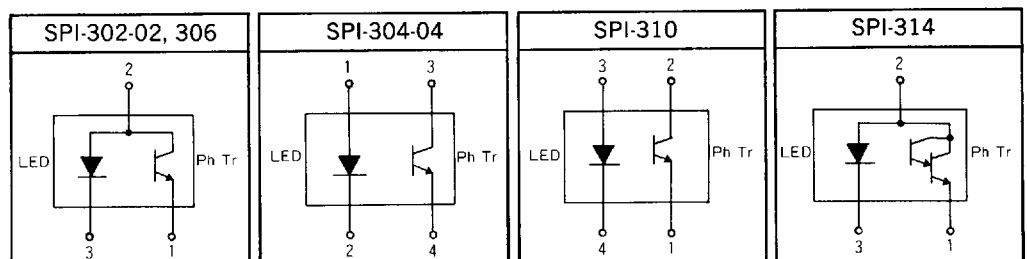 SPI-302-02, 306
2
LED
Ph Tr
3
1
SPI-304-04
1
3
LED
Ph Tr
2
4
SPI-310
3
2
LED
Ph Tr
4
1
SPI-314
2
LED
Ph Tr
3
1